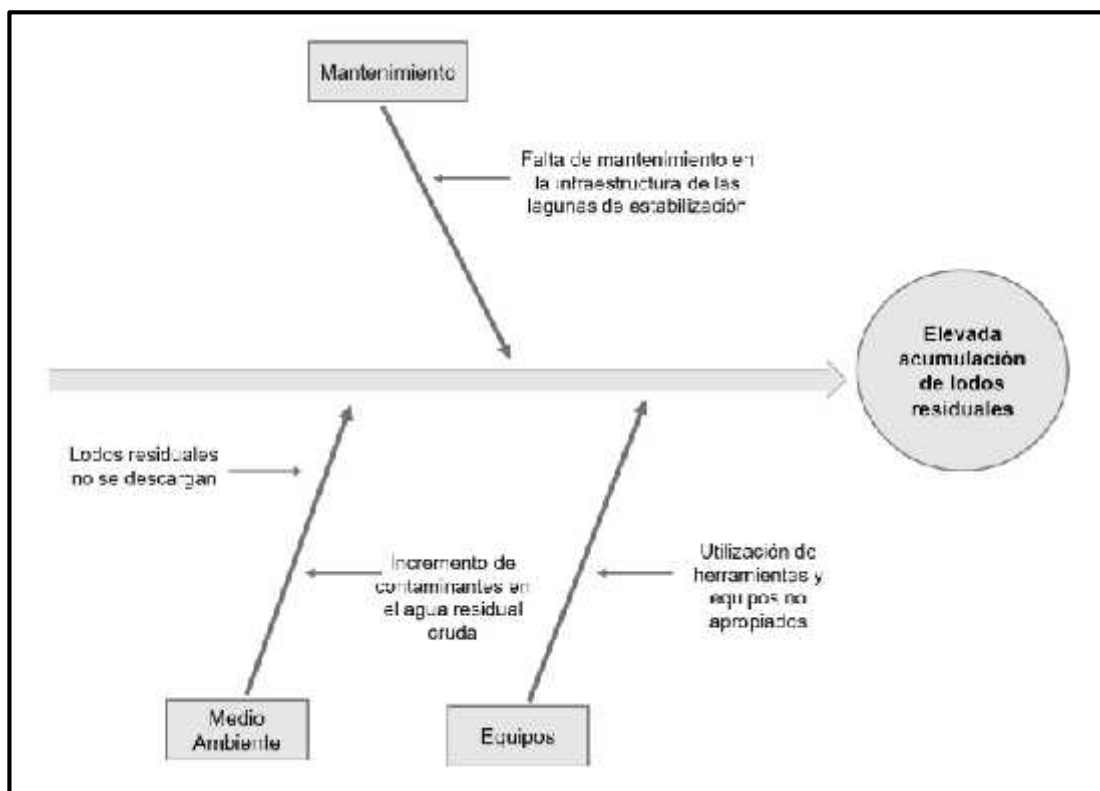 Mantenimiento
Falta de mantenimiento en
la infraestructura de las
lagunas de estabilización
Elevada
acumulación
de lodos
residuales
Lodos residuales
no se descargan
Incremento de
contaminantes en
el agua residual
cruda
Utilización de
herramientas y
equipos no
apropiados
Medio
Ambiente
Equipos